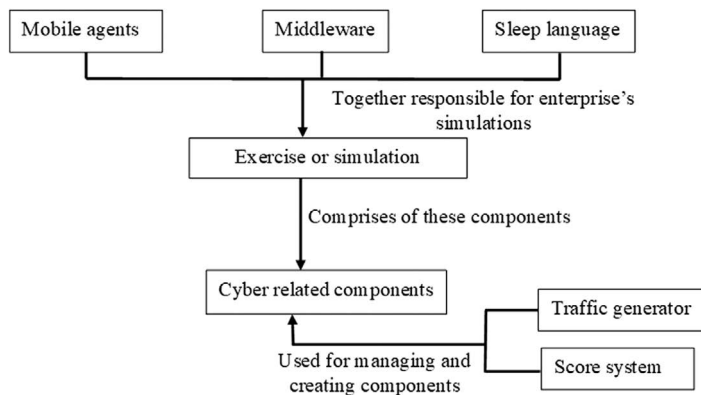 Mobile agents
Middleware
Sleep language
Together responsible for enterprise’s
simulations
Exercise or simulation
Comprises of these components
Cyber related components
Traffic generator
Score system
Used for managing and
creating components